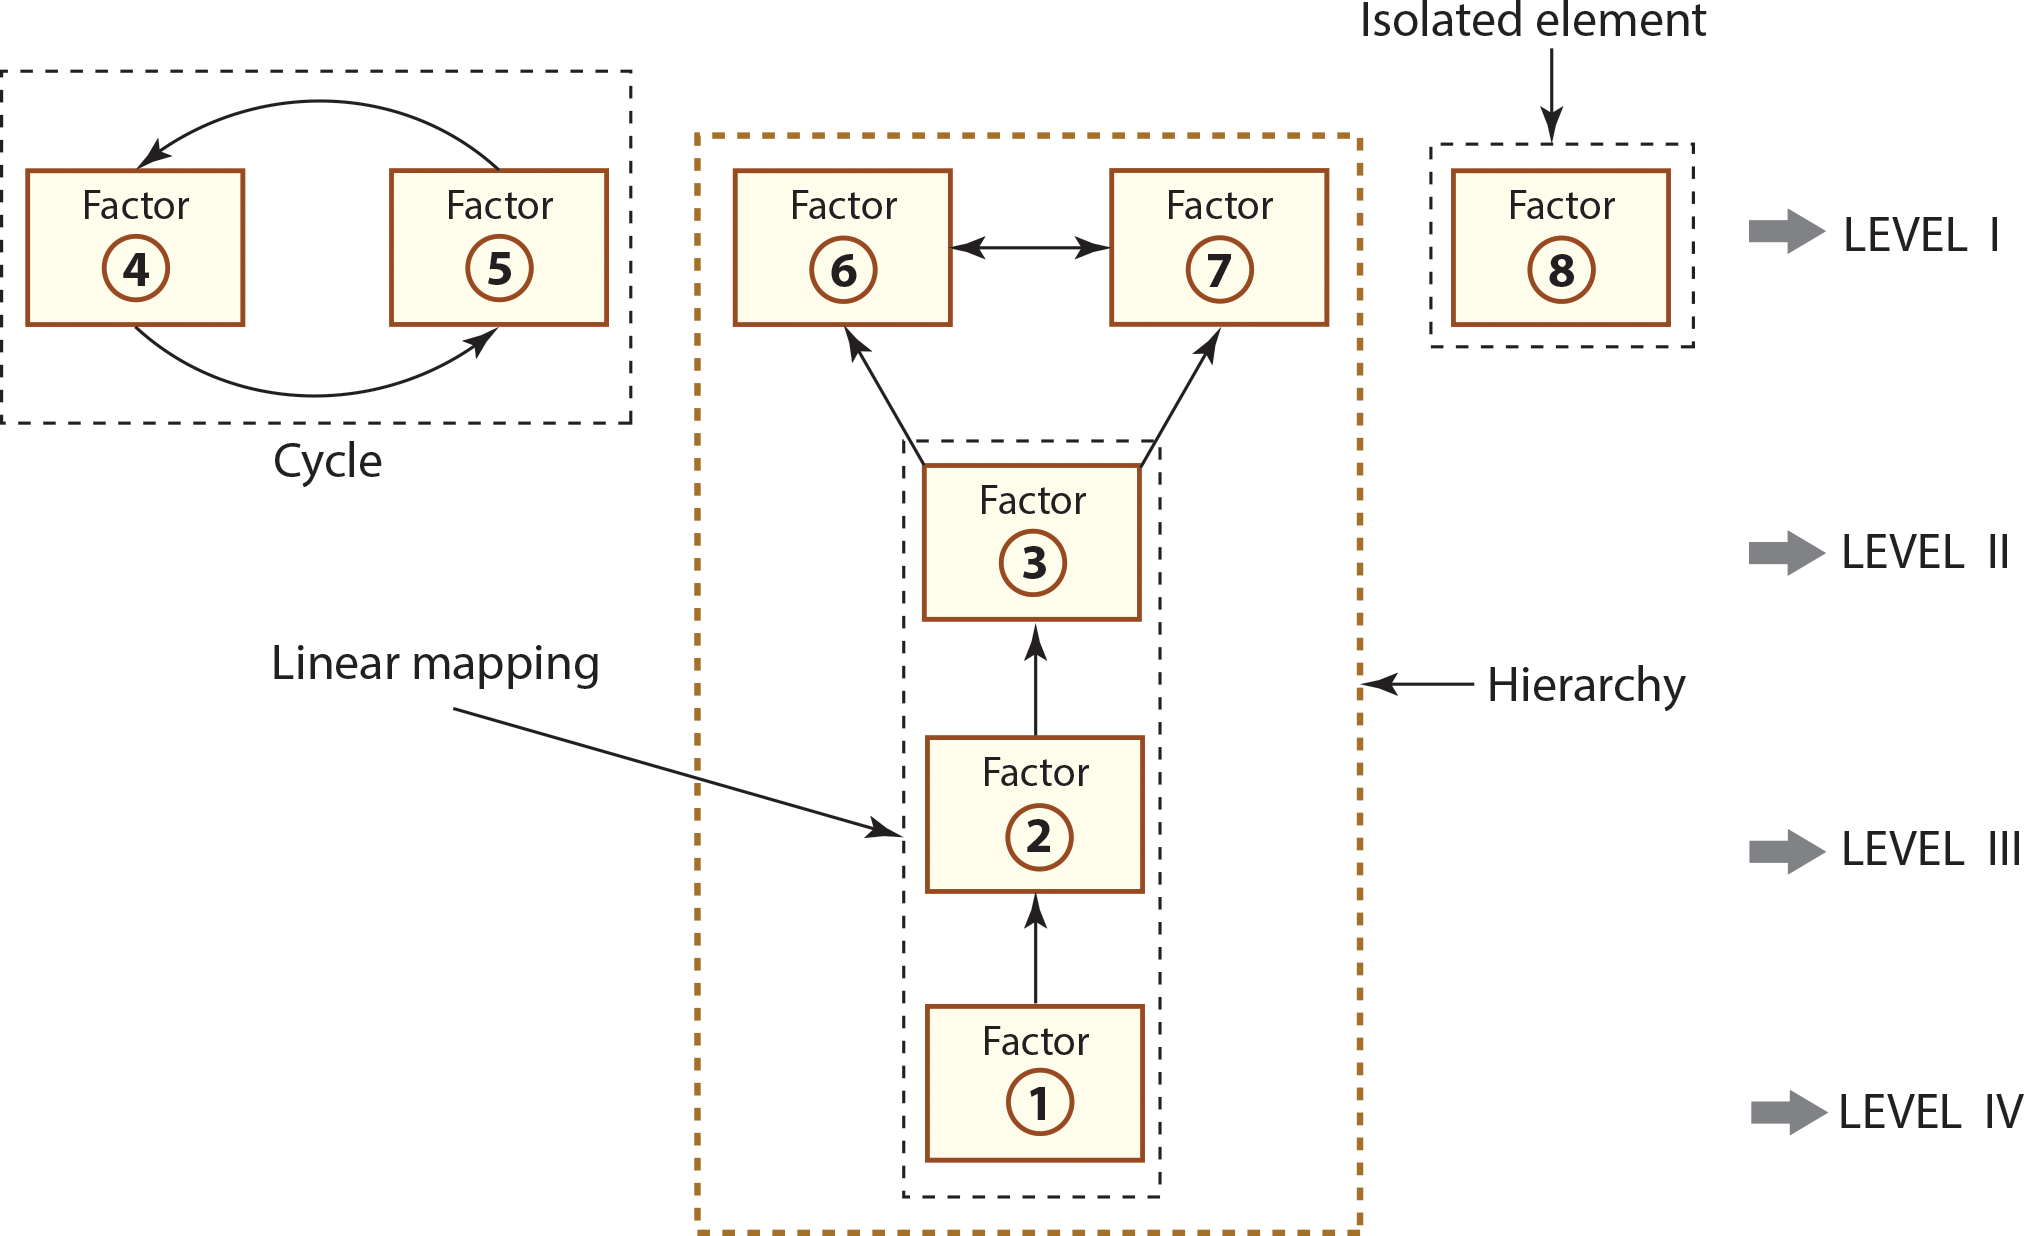 Isolated element
Factor
4
Factor
5
Factor
6
Factor
7
Factor
8
LEVEL I
Cycle
Factor
3
LEVEL II
Linear mapping
Hierarchy
Factor
2
LEVEL III
Factor
1
LEVEL IV